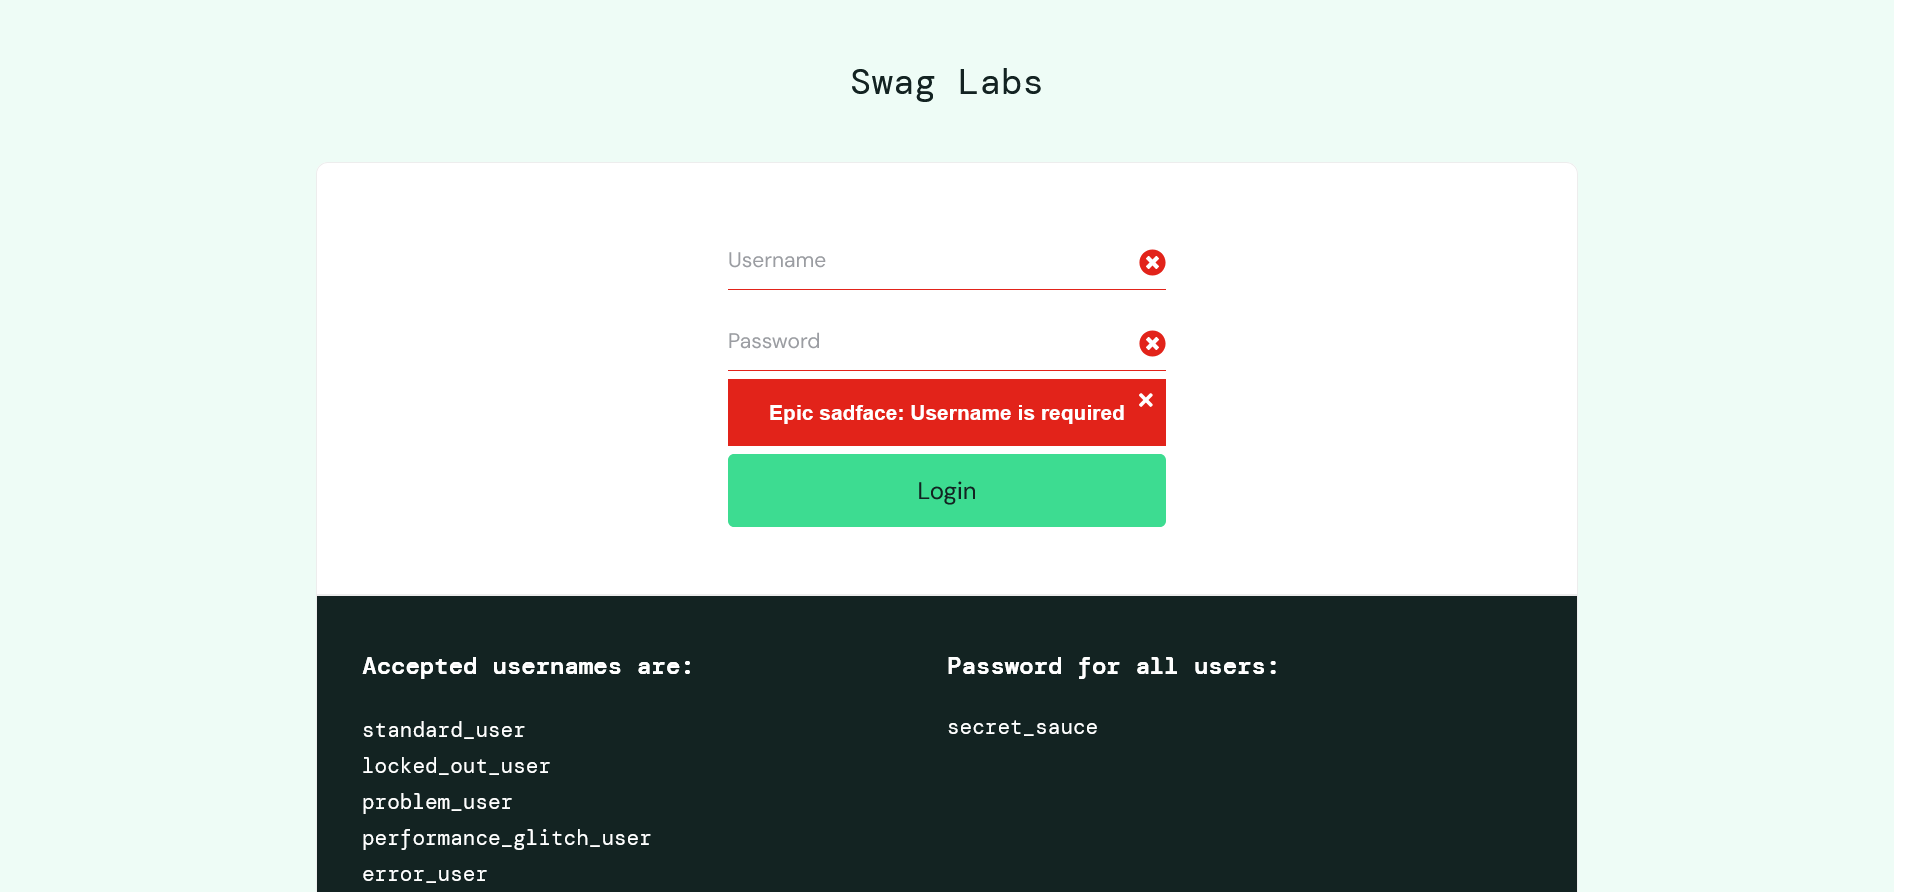 Swag Labs
Username
Password
Epic sadface: Username is required
Login
Accepted usernames are:
standard_user
locked_out_user
problem_user
performance_glitch_user
error_user
Password for all users:
secret_sauce